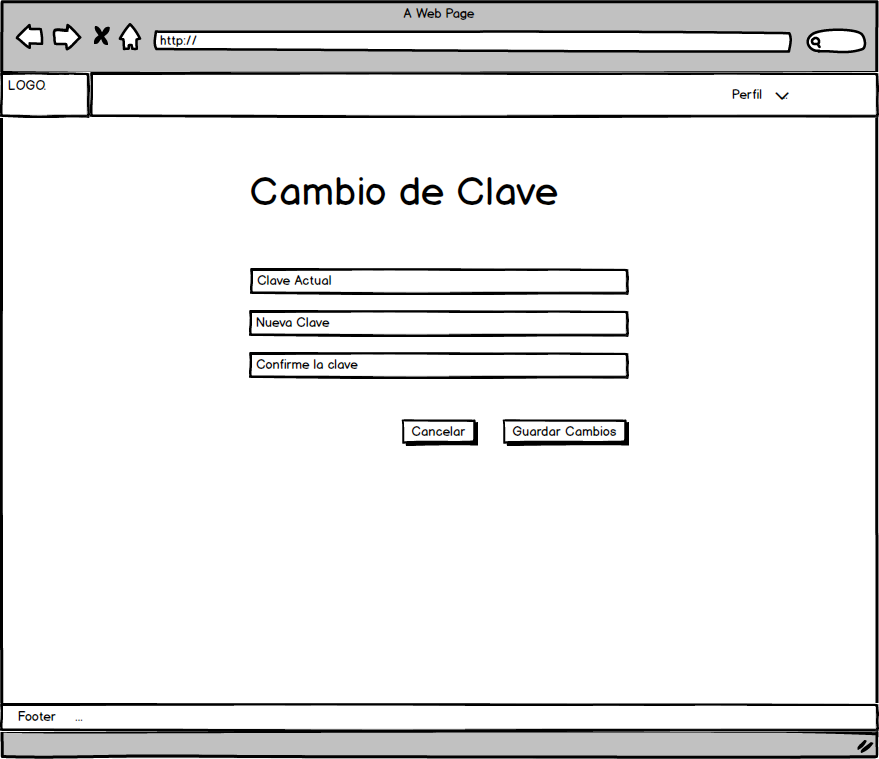 A Web Page
http://
LOGO.
Perfil
Cambio de Clave
Clave Actual
Nueva Clave
Confirme la clave
Cancelar Guardar Cambios
Footer ...